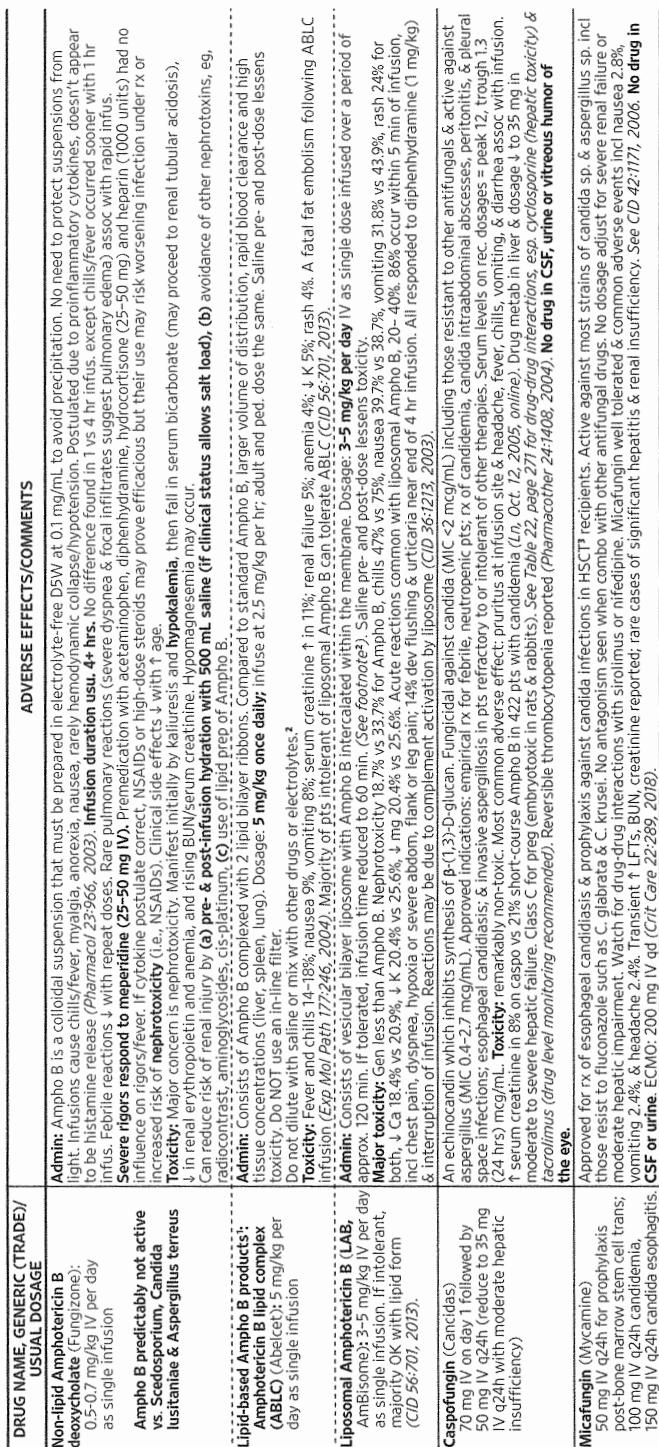 DRUG NAME, GENERIC (TRADE)/
USUAL DOSAGE
ADVERSE EFFECTS/COMMENTS
Non-lipid Amphotericin B
deoxycholate (Fungizone):
0.5-0.7 mg/kg IV per day
as single infusion
Ampho B predictably not active
vs. Scedosporium, Candida
lusitaniae & Aspergillus terreus
Admin: Ampho B is a colloidal suspension that must be prepared in electrolyte-free D5W at 0.1 mg/mL to avoid precipitation. No need to protect suspensions from
light. Infusions cause chills/fever, myalgia, anorexia, nausea, rarely hemodynamic collapse/hypotension. Postulated due to proinflammatory cytokines, doesn't appear
to be histamine release (Pharmacol 23:966, 2003). Infusion duration usu. 4+ hrs. No difference found in 1 vs 4 hr infus. except chills/fever occurred sooner with 1 hr
infus. Febrile reactions ↓ with repeat doses. Rare pulmonary reactions (severe dyspnea & focal infiltrates suggest pulmonary edema) assoc with rapid infus.
Severe rigors respond to meperidine (25–50 mg IV). Premedication with acetaminophen, diphenhydramine, hydrocortisone (25–50 mg) and heparin (1000 units) had no
influence on rigors/fever. If cytokine postulate correct, NSAIDs or high-dose steroids may prove efficacious but their use may risk worsening infection under rx or
increased risk of nephrotoxicity (i.e., NSAIDs). Clinical side effects ↓ with ↑ age.
Toxicity: Major concern is nephrotoxicity. Manifest initially by kaliuresis and hypokalemia, then fall in serum bicarbonate (may proceed to renal tubular acidosis),
↓ in renal erythropoietin and anemia, and rising BUN/serum creatinine. Hypomagnesemia may occur.
Can reduce risk of renal injury by (a) pre- & post-infusion hydration with 500 mL saline (if clinical status allows salt load), (b) avoidance of other nephrotoxins, eg,
radiocontrast, aminoglycosides, cis-platinum, (c) use of lipid prep of Ampho B.
Lipid-based Ampho B products¹:
Amphotericin B lipid complex
(ABLC) (Abelcet): 5 mg/kg per
day as single infusion
Admin: Consists of Ampho B complexed with 2 lipid bilayer ribbons. Compared to standard Ampho B, larger volume of distribution, rapid blood clearance and high
tissue concentrations (liver, spleen, lung). Dosage: 5 mg/kg once daily; infuse at 2.5 mg/kg per hr; adult and ped. dose the same. Saline pre- and post-dose lessens
toxicity. Do NOT use an in-line filter.
Do not dilute with saline or mix with other drugs or electrolytes.²
Toxicity: Fever and chills 14–18%; nausea 9%, vomiting 8%; serum creatinine ↑ in 11%; renal failure 5%; anemia 4%; ↓ K 5%; rash 4%. A fatal fat embolism following ABLC
infusion (Exp Mol Path 177:246, 2004). Majority of pts intolerant of liposomal Ampho B can tolerate ABLC (CID 56:701, 2013).
Liposomal Amphotericin B (LAB,
AmBisome): 3–5 mg/kg IV per day
as single infusion. If intolerant,
majority OK with lipid form
(CID 56:701, 2013).
Admin: Consists of vesicular bilayer liposome with Ampho B intercalated within the membrane. Dosage: 3–5 mg/kg per day IV as single dose infused over a period of
approx. 120 min. If tolerated, infusion time reduced to 60 min. (See footnote²). Saline pre- and post-dose lessens toxicity.
Major toxicity: Gen less than Ampho B. Nephrotoxicity 18.7% vs 33.7% for Ampho B, chills 47% vs 75%, nausea 39.7% vs 38.7%, vomiting 31.8% vs 43.9%, rash 24% for
both, ↓ Ca 18.4% vs 20.9%, ↓ K 20.4% vs 25.6%, ↓ mg 20.4% vs 25.6%. Acute reactions common with liposomal Ampho B, 20– 40%. 86% occur within 5 min of infusion,
incl chest pain, dyspnea, hypoxia or severe abdom, flank or leg pain; 14% dev flushing & urticaria near end of 4 hr infusion. All responded to diphenhydramine (1 mg/kg)
& interruption of infusion. Reactions may be due to complement activation by liposome (CID 36:1213, 2003).
Caspofungin (Cancidas)
70 mg IV on day 1 followed by
50 mg IV q24h (reduce to 35 mg
IV q24h with moderate hepatic
insufficiency)
An echinocandin which inhibits synthesis of β-(1,3)-D-glucan. Fungicidal against candida (MIC <2 mcg/mL) including those resistant to other antifungals & active against
aspergillus (MIC 0.4–2.7 mcg/mL). Approved indications: empirical rx for febrile, neutropenic pts; rx of candidemia, candida intraabdominal abscesses, peritonitis, & pleural
space infections; esophageal candidiasis; & invasive aspergillosis in pts refractory to or intolerant of other therapies. Serum levels on rec. dosages = peak 12, trough 1.3
(24 hrs) mcg/mL. Toxicity: remarkably non-toxic. Most common adverse effect: pruritus at infusion site & headache, fever, chills, vomiting, & diarrhea assoc with infusion.
↑ serum creatinine in 8% on caspo vs 21% short-course Ampho B in 422 pts with candidemia (Ln, Oct. 12, 2005, online). Drug metab in liver & dosage ↓ to 35 mg in
moderate to severe hepatic failure. Class C for preg (embryotoxic in rats & rabbits). See Table 22, page 271 for drug-drug interactions, esp. cyclosporine (hepatic toxicity) &
tacrolimus (drug level monitoring recommended). Reversible thrombocytopenia reported (Pharmacother 24:1408, 2004). No drug in CSF, urine or vitreous humor of
the eye.
Micafungin (Mycamine)
50 mg IV q24h for prophylaxis
post-bone marrow stem cell trans;
100 mg IV q24h candidemia,
150 mg IV q24h candida esophagitis.
Approved for rx of esophageal candidiasis & prophylaxis against candida infections in HSCT³ recipients. Active against most strains of candida sp. & aspergillus sp. incl
those resist to fluconazole such as C. glabrata & C. krusei. No antagonism seen when combo with other antifungal drugs. No dosage adjust for severe renal failure or
moderate hepatic impairment. Watch for drug-drug interactions with sirolimus or nifedipine. Micafungin well tolerated & common adverse events incl nausea 2.8%,
vomiting 2.4%, & headache 2.4%. Transient ↑ LFTs, BUN, creatinine reported; rare cases of significant hepatitis & renal insufficiency. See CID 42:1171, 2006. No drug in
CSF or urine. ECMO: 200 mg IV qd (Crit Care 22:289, 2018).